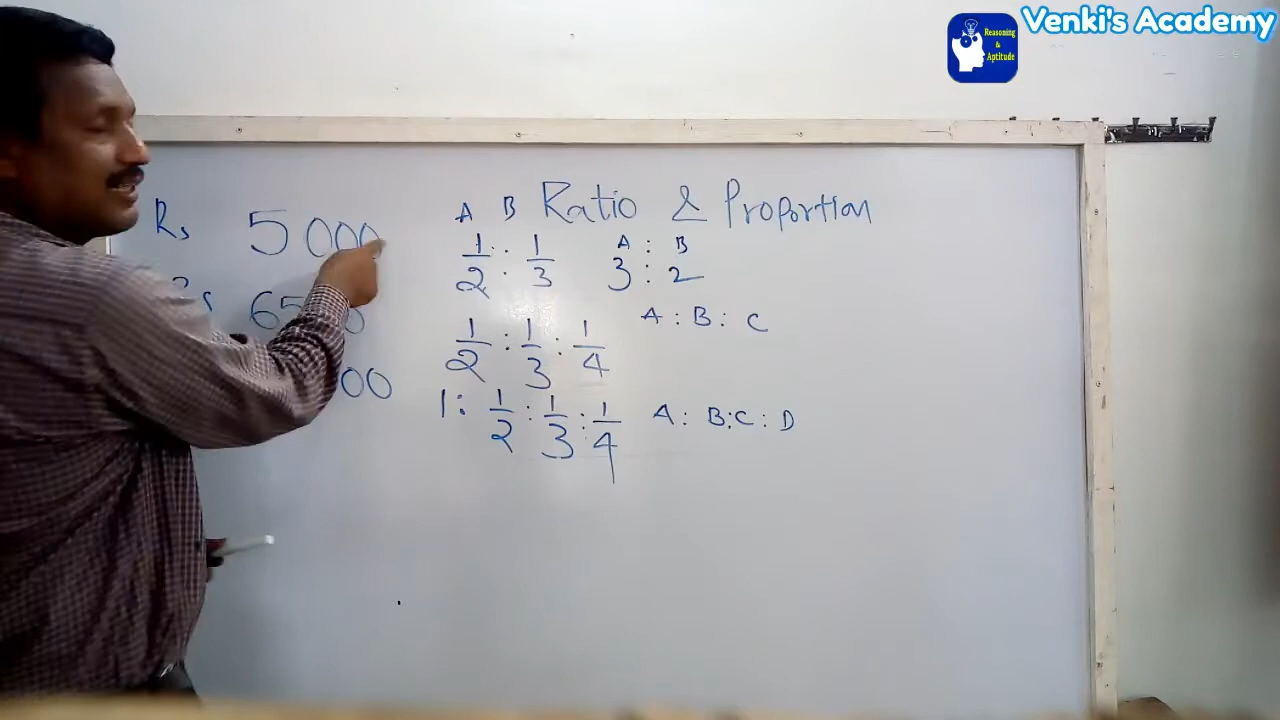 Venki's Academy
Reasoning
&
Aptitude
Ratio & Proportion
Rs 5000
A B
1/2 : 1/3
A : B
3 : 2
1/2 : 1/3 : 1/4
A : B : C
1 : 1/2 : 1/3 : 1/4
A : B : C : D